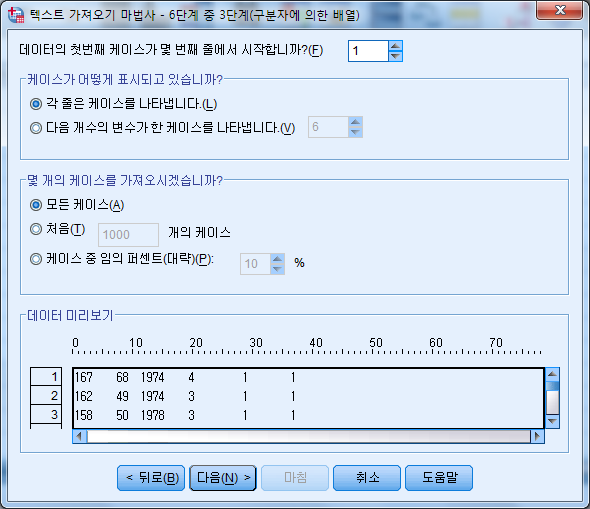 텍스트 가져오기 마법사 - 6단계 중 3단계(구분자에 의한 배열)
데이터의 첫번째 케이스가 몇 번째 줄에서 시작합니까?(F) 1
케이스가 어떻게 표시되고 있습니까?
각 줄은 케이스를 나타냅니다.(L)
다음 개수의 변수가 한 케이스를 나타냅니다.(V) 6
몇 개의 케이스를 가져오시겠습니까?
모든 케이스(A)
처음(T) 1000 개의 케이스
케이스 중 임의 퍼센트(대략)(P): 10 %
데이터 미리보기
0 10 20 30 40 50 60 70
1 167 68 1974 4 1 1
2 162 49 1974 3 1 1
3 158 50 1978 3 1 1
< 뒤로(B) 다음(N) > 마침 취소 도움말